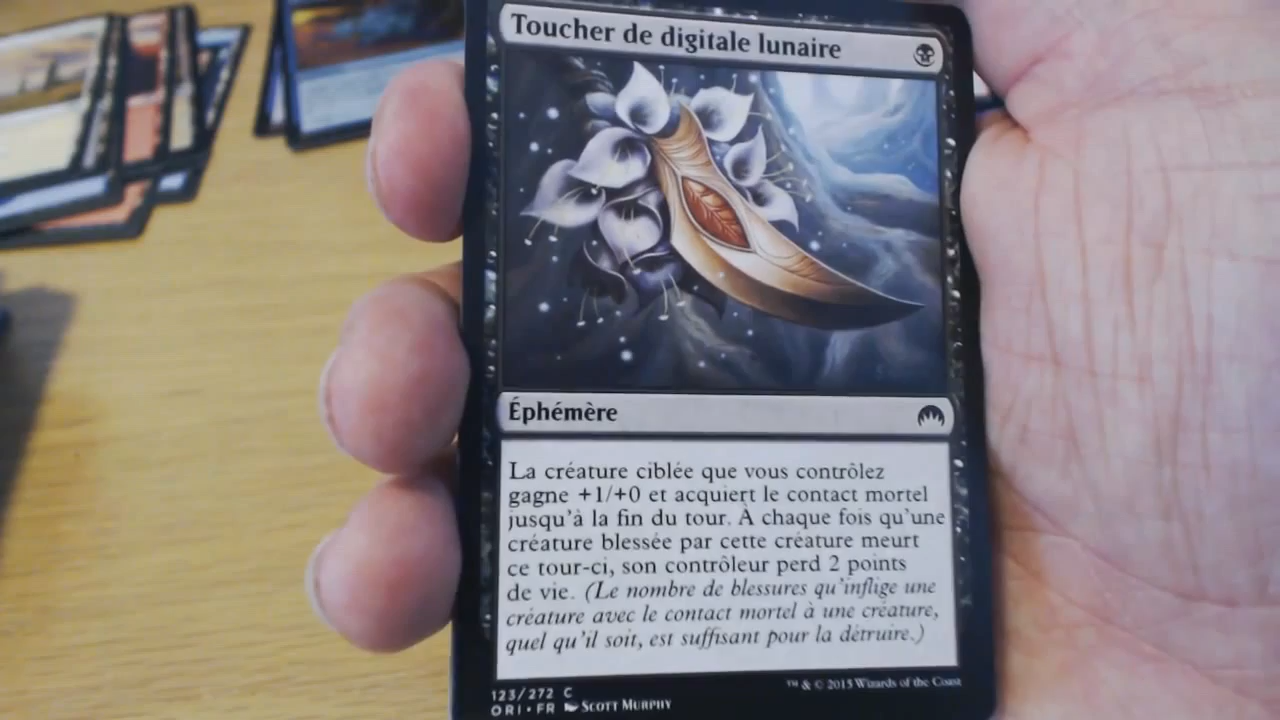 Toucher de digitale lunaire
Éphémère
La créature ciblée que vous contrôlez
gagne +1/+0 et acquiert le contact mortel
jusqu'à la fin du tour. À chaque fois qu'une
créature blessée par cette créature meurt
ce tour-ci, son contrôleur perd 2 points
de vie. (Le nombre de blessures qu'inflige une
créature avec le contact mortel à une créature,
quel qu'il soit, est suffisant pour la détruire.)
123/272 C
ORI • FR Scott Murphy
™ & © 2015 Wizards of the Coast